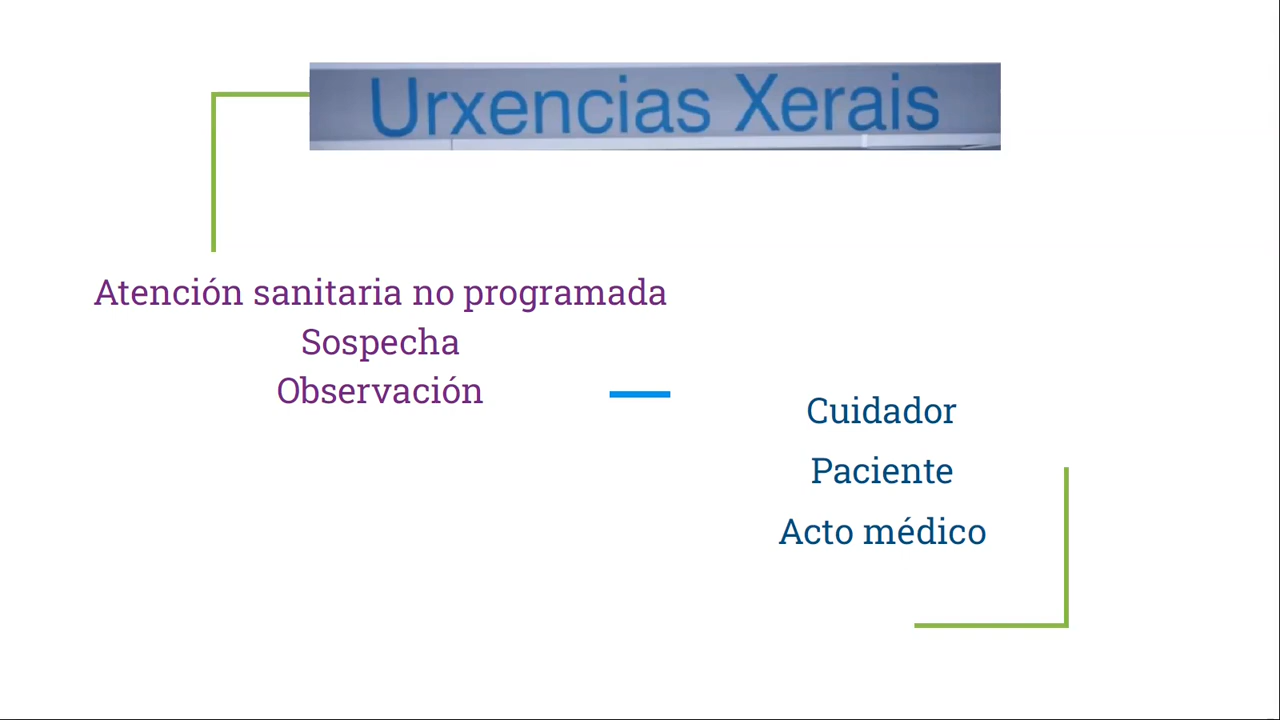 Urxencias Xerais
Atención sanitaria no programada
Sospecha
Observación
Cuidador
Paciente
Acto médico